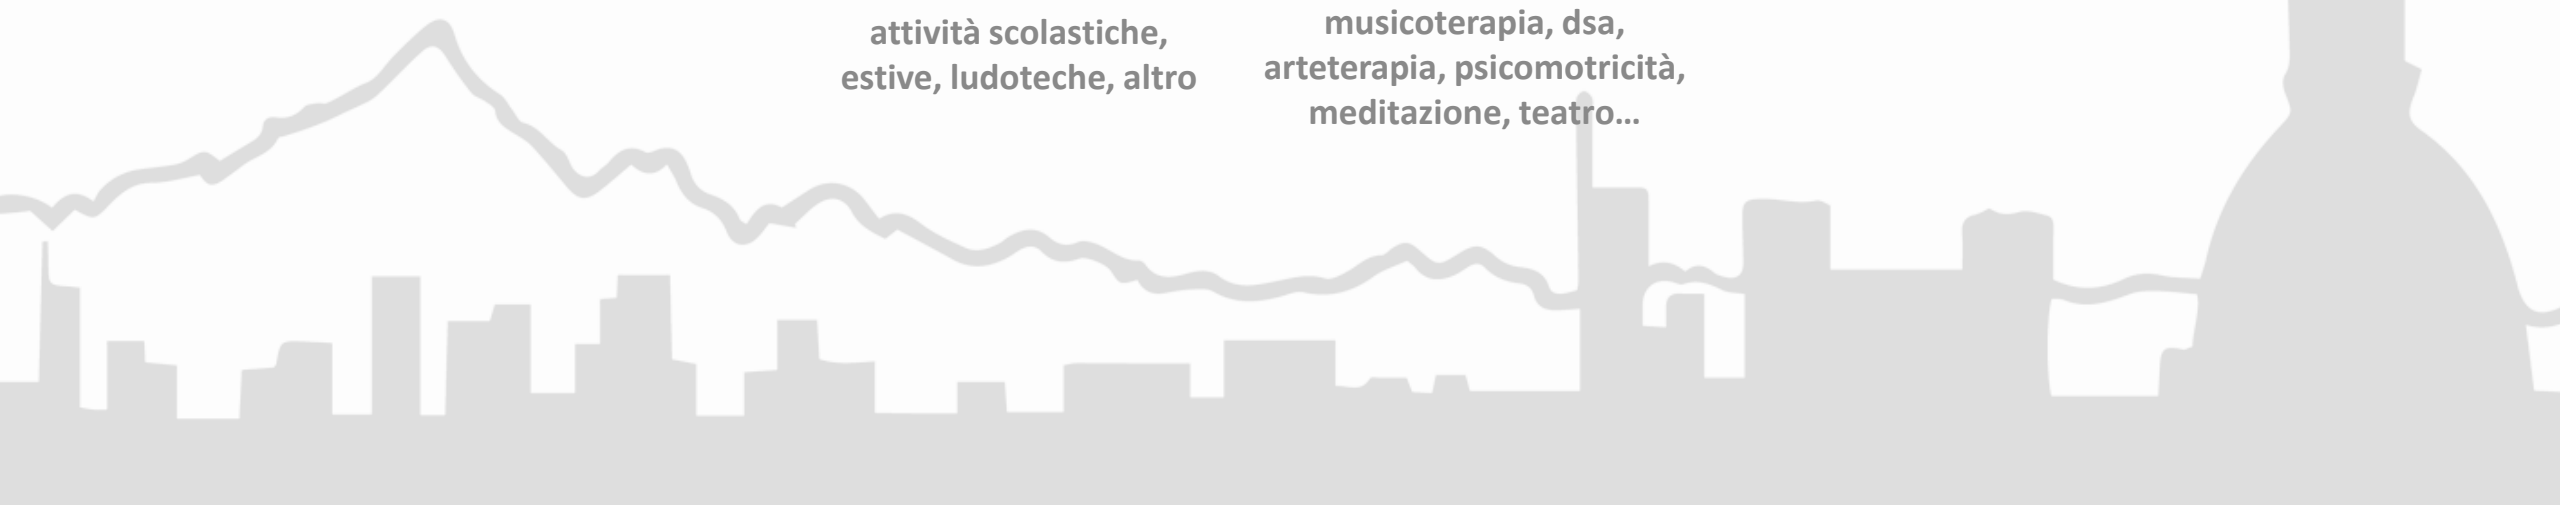 attività scolastiche,
estive, ludoteche, altro
musicoterapia, dsa,
arteterapia, psicomotricità,
meditazione, teatro…